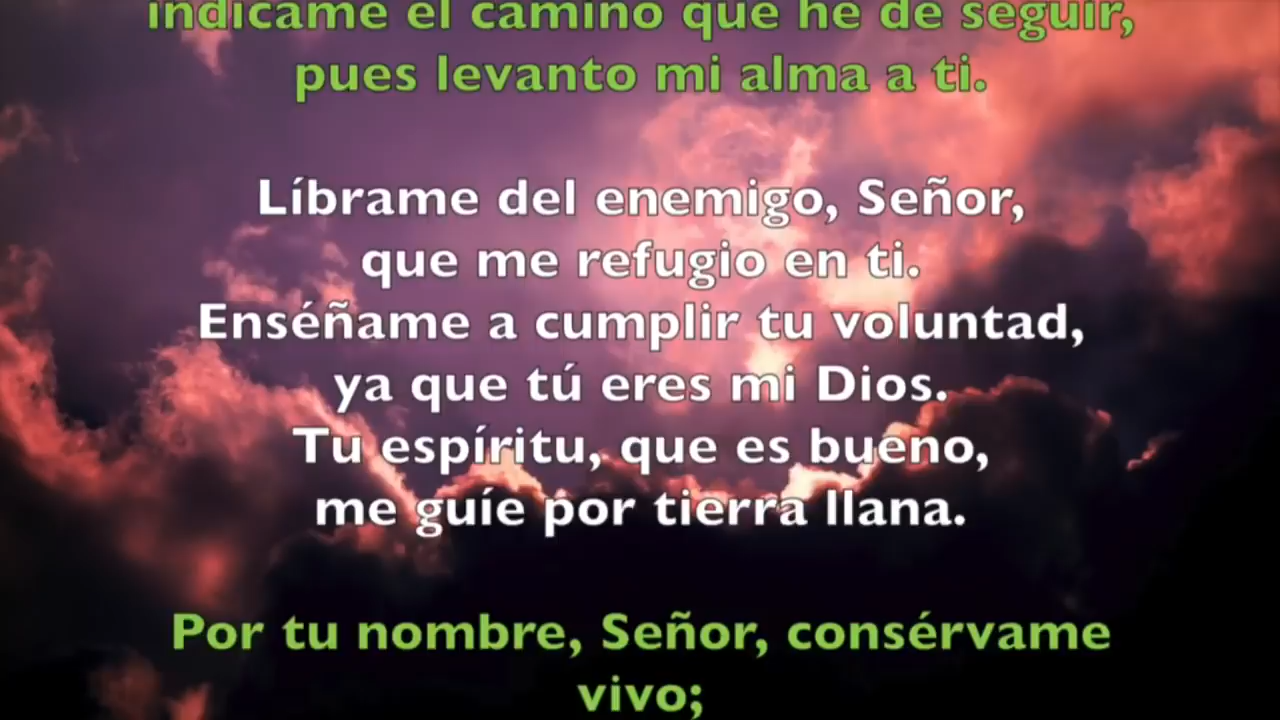 indícame el camino que he de seguir,
pues levanto mi alma a ti.
Líbrame del enemigo, Señor,
que me refugio en ti.
Enséñame a cumplir tu voluntad,
ya que tú eres mi Dios.
Tu espíritu, que es bueno,
me guíe por tierra llana.
Por tu nombre, Señor, consérvame
vivo;